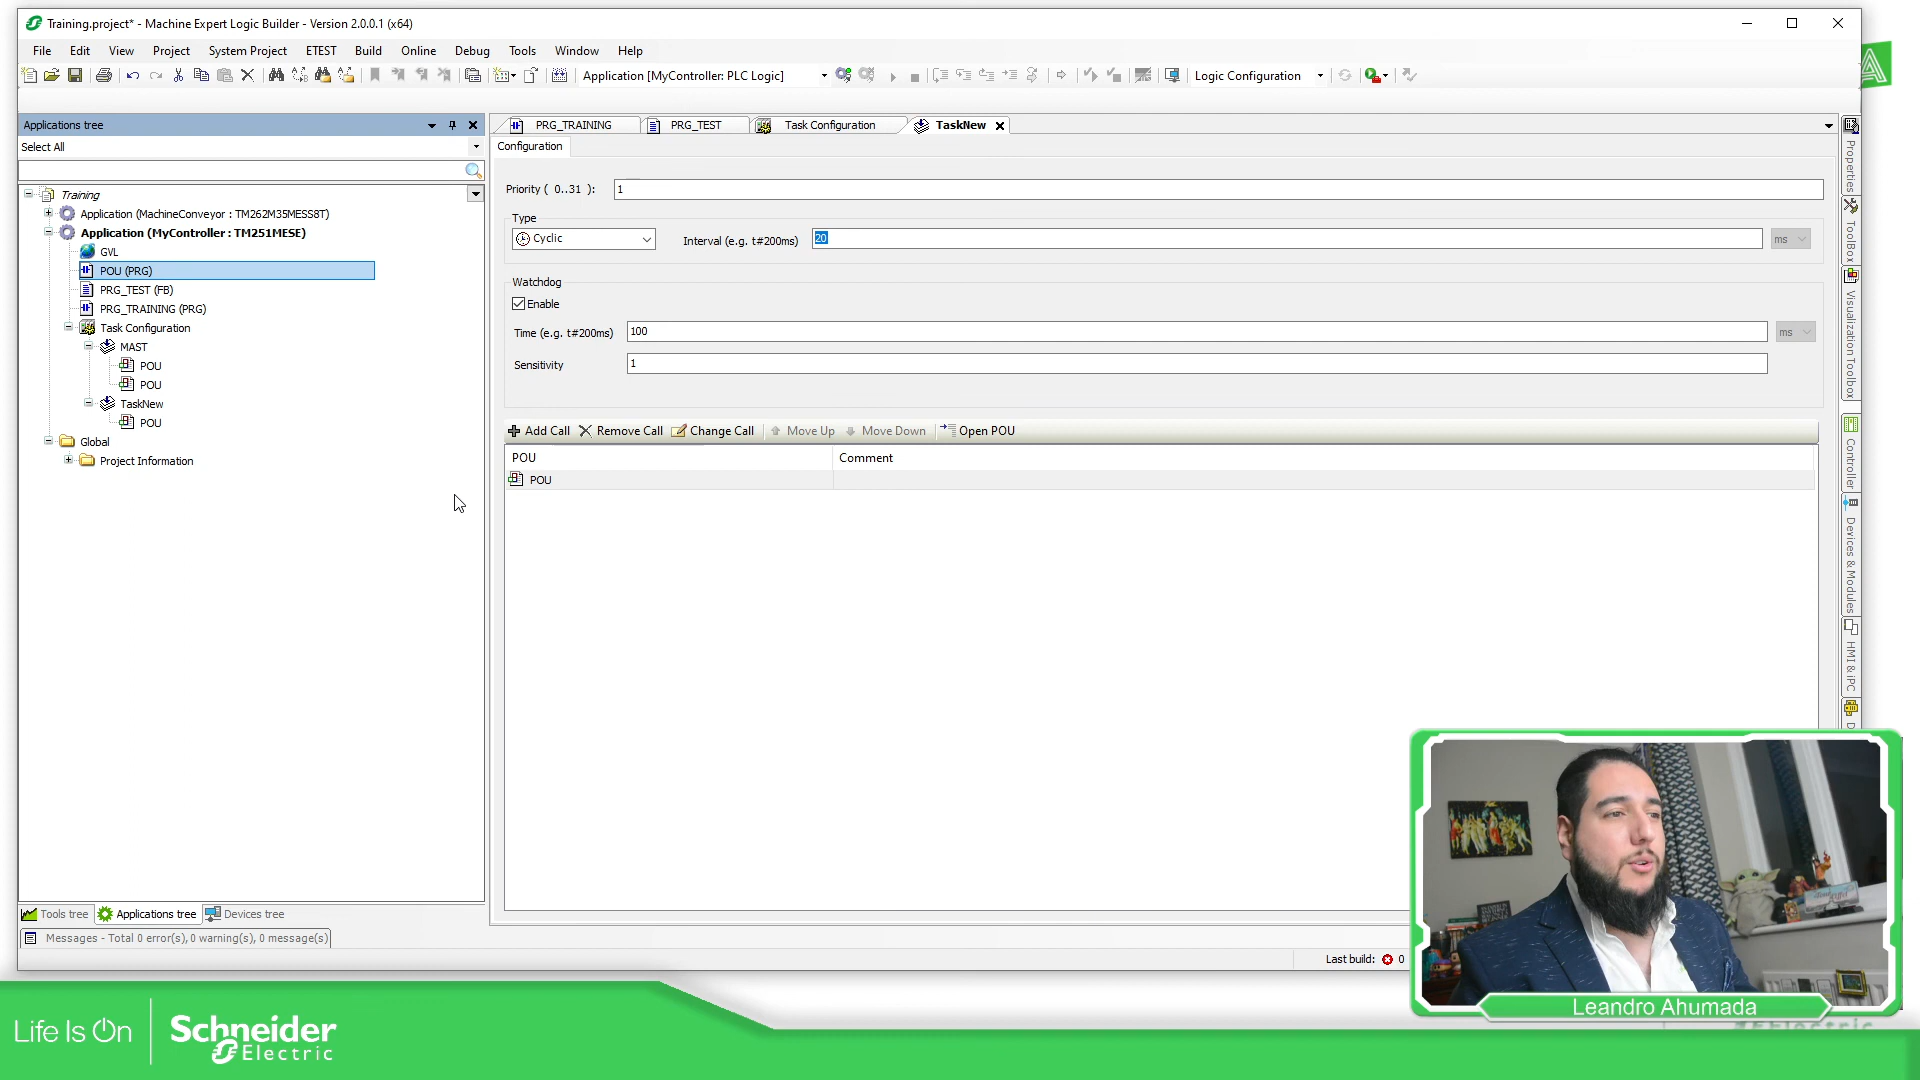 Training.project* - Machine Expert Logic Builder - Version 2.0.0.1 (x64)
File Edit View Project System Project ETEST Build Online Debug Tools Window Help
Application [MyController: PLC Logic] Logic Configuration
Applications tree
Select All
Training
Application (MachineConveyor : TM262M35MESS8T)
Application (MyController : TM251MESE)
GVL
POU (PRG)
PRG_TEST (FB)
PRG_TRAINING (PRG)
Task Configuration
MAST
POU
POU
TaskNew
POU
Global
Project Information
Tools tree Applications tree Devices tree
Messages - Total 0 error(s), 0 warning(s), 0 message(s)
PRG_TRAINING PRG_TEST Task Configuration TaskNew
Configuration
Priority ( 0..31 ): 1
Type
Cyclic Interval (e.g. t#200ms) 20 ms
Watchdog
Enable
Time (e.g. t#200ms) 100 ms
Sensitivity 1
Add Call Remove Call Change Call Move Up Move Down Open POU
POU Comment
POU
Last build: 0
Properties
ToolBox
Visualization Toolbox
Controller
Devices & Modules
HMI & iPC
D
Leandro Ahumada
Life Is On
Schneider
Electric